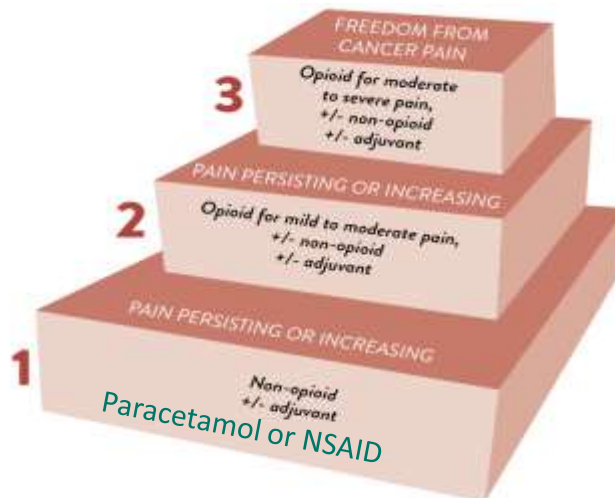 FREEDOM FROM
CANCER PAIN
3
Opioid for moderate
to severe pain,
+/- non-opioid
+/- adjuvant
PAIN PERSISTING OR INCREASING
2
Opioid for mild to moderate pain,
+/- non-opioid
+/- adjuvant
PAIN PERSISTING OR INCREASING
1
Non-opioid
+/- adjuvant
Paracetamol or NSAID